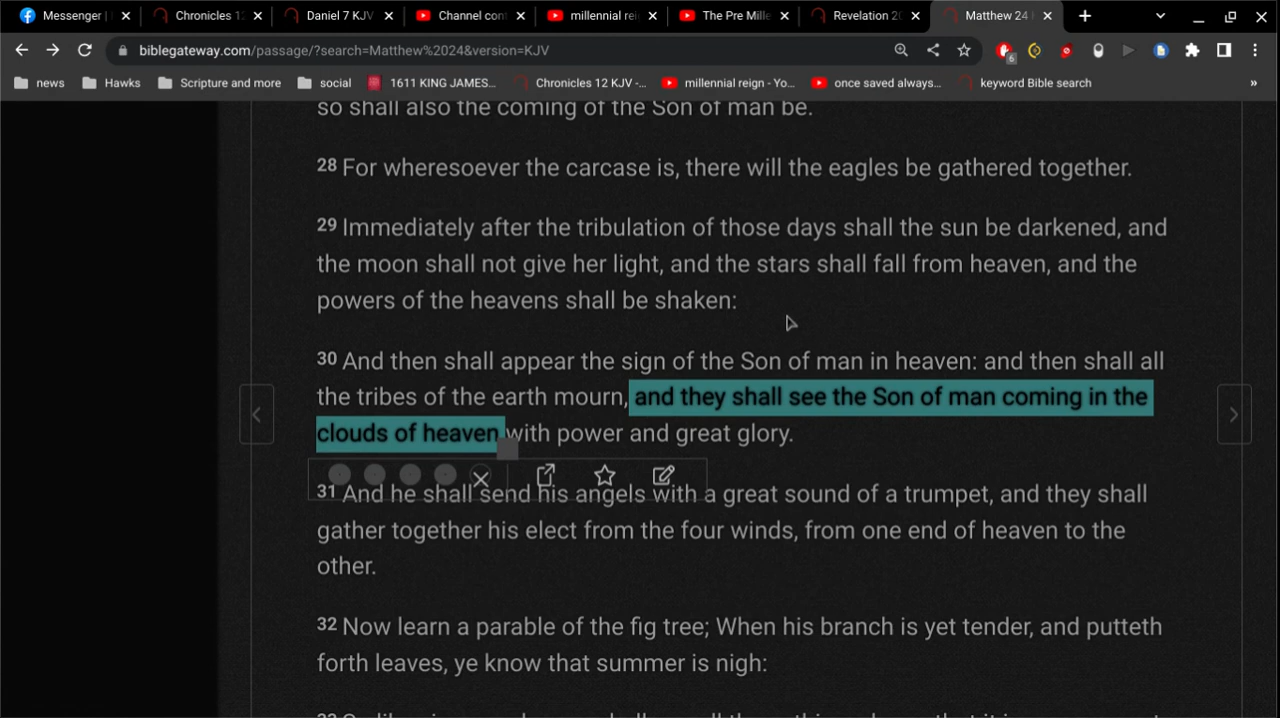 Messenger |
Chronicles 1
Daniel 7 KJV
Channel con
millennial rei
The Pre Mille
Revelation 20
Matthew 24
biblegateway.com/passage/?search=Matthew%2024&version=KJV
6
news
Hawks
Scripture and more
social
1611 KING JAMES...
Chronicles 12 KJV -...
millennial reign - Yo...
once saved always...
keyword Bible search
»
so shall also the coming of the Son of man be.
28 For wheresoever the carcase is, there will the eagles be gathered together.
29 Immediately after the tribulation of those days shall the sun be darkened, and
the moon shall not give her light, and the stars shall fall from heaven, and the
powers of the heavens shall be shaken:
30 And then shall appear the sign of the Son of man in heaven: and then shall all
the tribes of the earth mourn, and they shall see the Son of man coming in the
clouds of heaven with power and great glory.
31 And he shall send his angels with a great sound of a trumpet, and they shall
gather together his elect from the four winds, from one end of heaven to the
other.
32 Now learn a parable of the fig tree; When his branch is yet tender, and putteth
forth leaves, ye know that summer is nigh: